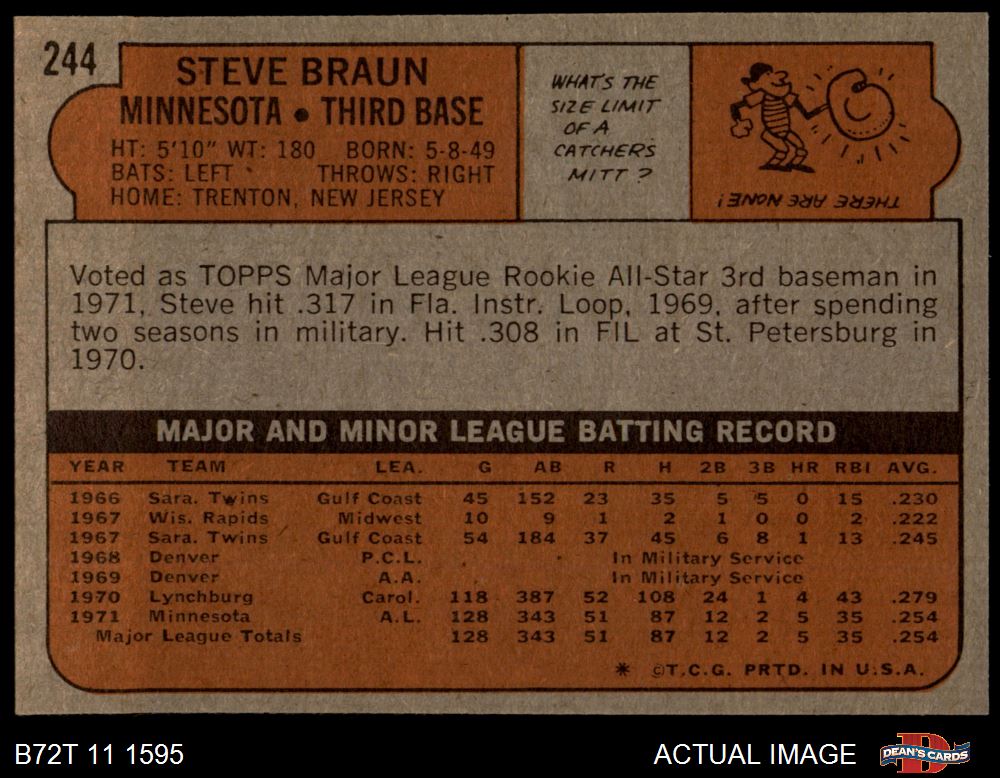 244
STEVE BRAUN
MINNESOTA • THIRD BASE
HT: 5'10" WT: 180 BORN: 5-8-49
BATS: LEFT THROWS: RIGHT
HOME: TRENTON, NEW JERSEY
WHAT'S THE
SIZE LIMIT
OF A
CATCHERS
MITT ?
THERE ARE NONE!
Voted as TOPPS Major League Rookie All-Star 3rd baseman in
1971, Steve hit .317 in Fla. Instr. Loop, 1969, after spending
two seasons in military. Hit .308 in FIL at St. Petersburg in
1970.
MAJOR AND MINOR LEAGUE BATTING RECORD
YEAR TEAM LEA. G AB R H 2B 3B HR RBI AVG.
1966 Sara. Twins Gulf Coast 45 152 23 35 5 5 0 15 .230
1967 Wis. Rapids Midwest 10 9 1 2 1 0 0 2 .222
1967 Sara. Twins Gulf Coast 54 184 37 45 6 8 1 13 .245
1968 Denver P.C.L. In Military Service
1969 Denver A.A. In Military Service
1970 Lynchburg Carol. 118 387 52 108 24 1 4 43 .279
1971 Minnesota A.L. 128 343 51 87 12 2 5 35 .254
Major League Totals 128 343 51 87 12 2 5 35 .254
* ©T.C.G. PRTD. IN U.S.A.
B72T 11 1595 ACTUAL IMAGE DEAN'S CARDS